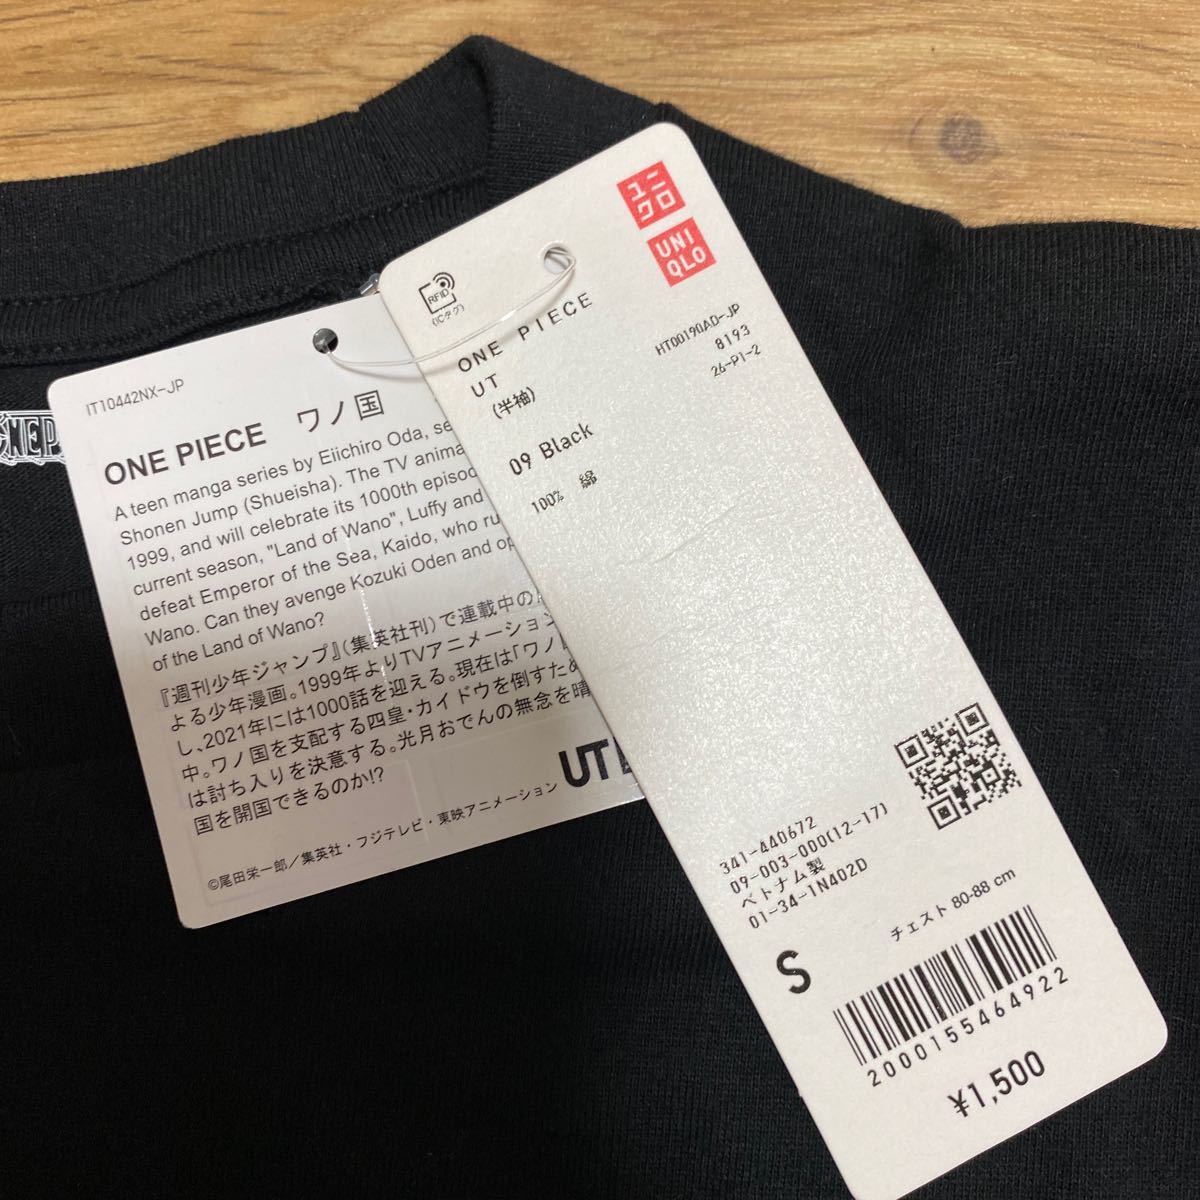 IT10442NX-JP
ONE PIECE ワノ国
A teen manga series by Eiichiro Oda,
Shonen Jump (Shueisha). The TV
1999, and will celebrate its 1000th
current season, "Land of Wano", Luffy and
defeat Emperor of the Sea, Kaido, who
Wano. Can they avenge Kozuki Oden and
of the Land of Wano?
『週刊少年ジャンプ』(集英社刊)で連載中の
よる少年漫画。1999年よりTVアニメーション
し、2021年には1000話を迎える。現在は「ワノ
中。ワノ国を支配する四皇・カイドウを倒すため
は討ち入りを決意する。光月おでんの無念を晴
国を開国できるのか!?
UT
©尾田栄一郎/集英社・フジテレビ・東映アニメーション
ユニクロ
UNI
QLO
RFID
(ICタグ)
ONE PIECE
UT
(半袖)
HT00190AD-JP
8193
26-P1-2
09 Black
100% 綿
341-440672
09-003-000(12-17)
ベトナム製
01-34-1N402D
S
チェスト 80-88 cm
2000155464922
¥1,500